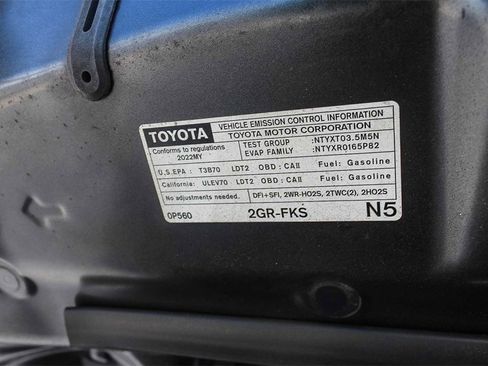 TOYOTA
VEHICLE EMISSION CONTROL INFORMATION
TOYOTA MOTOR CORPORATION
Conforms to regulations
2022MY
TEST GROUP :NTYXT03.5M5N
EVAP FAMILY :NTYXR0165P82
U.S.EPA : T3B70 LDT2 OBD : CAⅡ Fuel: Gasoline
California: ULEV70 LDT2 OBD : CAⅡ Fuel: Gasoline
No adjustments needed. DFI+SFI, 2WR-HO2S, 2TWC(2), 2HO2S
0P560 2GR-FKS N5